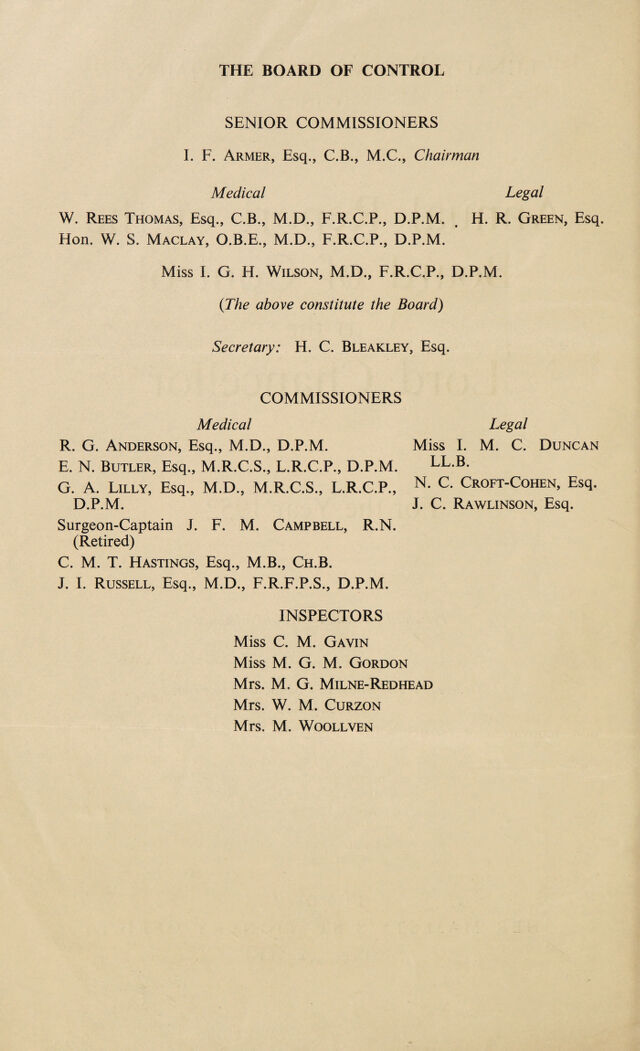 THE BOARD OF CONTROL
SENIOR COMMISSIONERS
I. F. ARMER, Esq., C.B., M.C., Chairman
Medical
Legal
W. REES THOMAS, Esq., C.B., M.D., F.R.C.P., D.P.M.
H. R. GREEN, Esq.
Hon. W. S. MACLAY, O.B.E., M.D., F.R.C.P., D.P.M.
Miss I. G. H. WILSON, M.D., F.R.C.P., D.P.M.
(The above constitute the Board)
Secretary: H. C. BLEAKLEY, Esq.
COMMISSIONERS
Medical
R. G. ANDERSON, Esq., M.D., D.P.M.
E. N. BUTLER, Esq., M.R.C.S., L.R.C.P., D.P.M.
G. A. LILLY, Esq., M.D., M.R.C.S., L.R.C.P.,
D.P.M.
Surgeon-Captain J. F. M. CAMPBELL, R.N.
(Retired)
C. M. T. HASTINGS, Esq., M.B., CH.B.
J. I. RUSSELL, Esq., M.D., F.R.F.P.S., D.P.M.
Legal
Miss I. M. C. DUNCAN
LL.B.
N. C. CROFT-COHEN, Esq.
J. C. RAWLINSON, Esq.
INSPECTORS
Miss C. M. GAVIN
Miss M. G. M. GORDON
Mrs. M. G. MILNE-REDHEAD
Mrs. W. M. CURZON
Mrs. M. WOOLLVEN